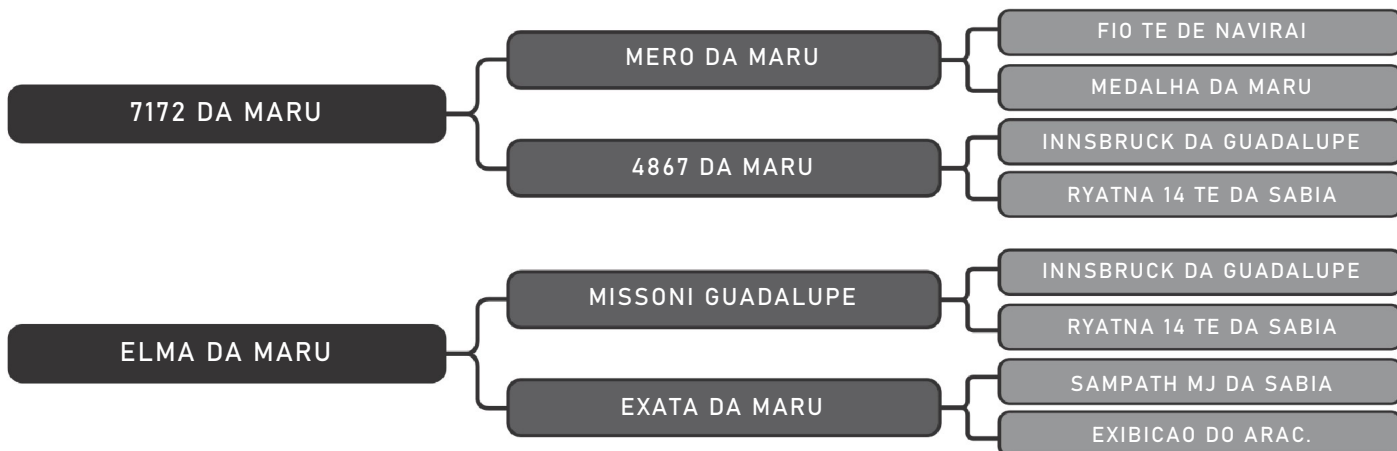 FIO TE DE NAVIRAI
MERO DA MARU
MEDALHA DA MARU
7172 DA MARU
INNSBRUCK DA GUADALUPE
4867 DA MARU
RYATNA 14 TE DA SABIA
INNSBRUCK DA GUADALUPE
MISSONI GUADALUPE
RYATNA 14 TE DA SABIA
ELMA DA MARU
SAMPATH MJ DA SABIA
EXATA DA MARU
EXIBICAO DO ARAC.